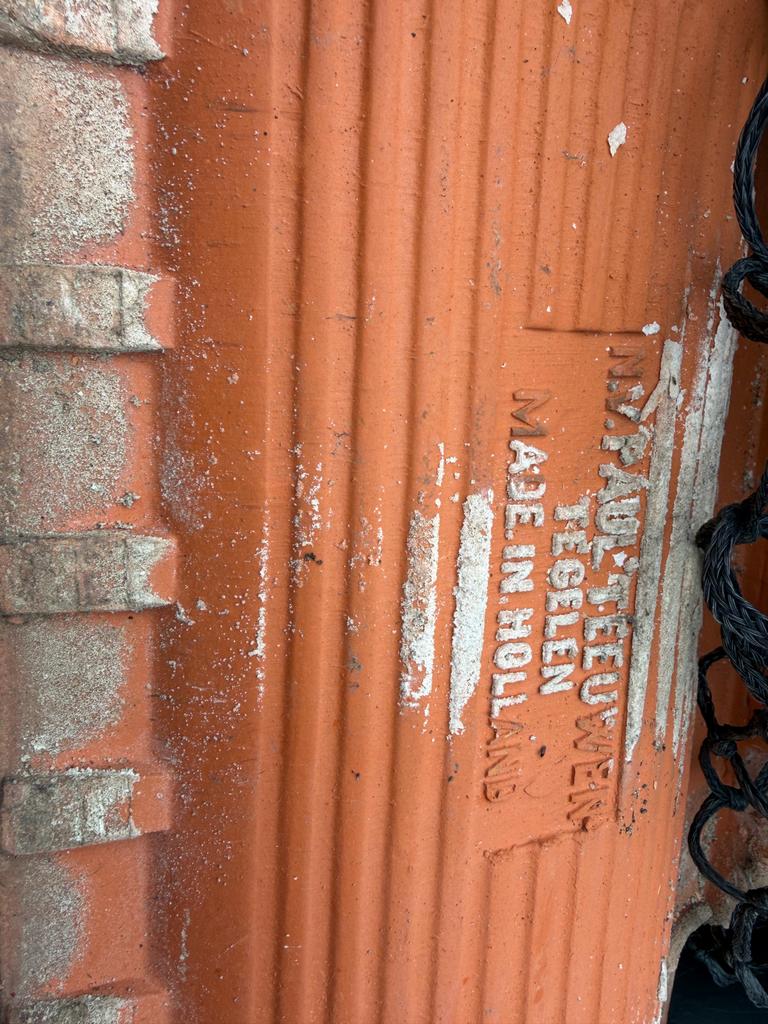 N.V. PAUL TEEUWEN
TEGELEN
MADE IN HOLLAND